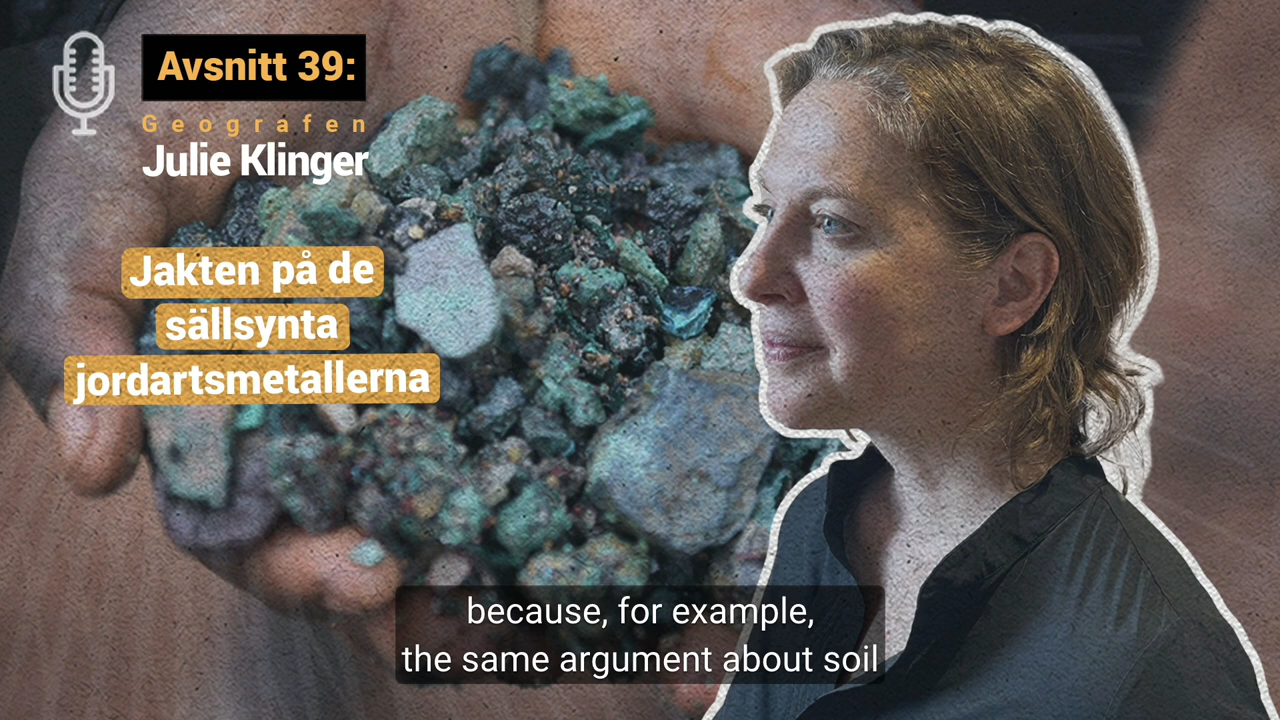 Avsnitt 39:
Geografen
Julie Klinger
Jakten på de
sällsynta
jordartsmetallerna
because, for example,
the same argument about soil